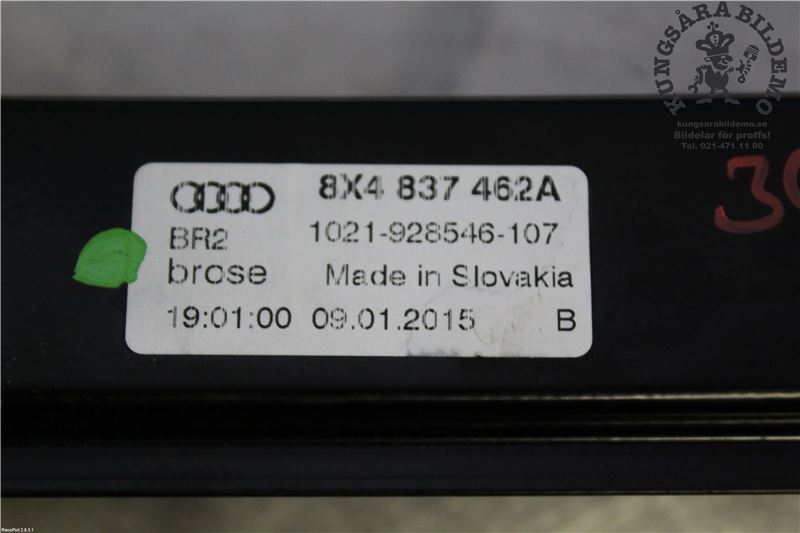 KUNGSÅRA BILDEMO
kungsarabildemo.se
Bildelar för proffs!
Tel. 021-471 11 00
8X4 837 462A
BR2 1021-928546-107
brose Made in Slovakia
19:01:00 09.01.2015 B